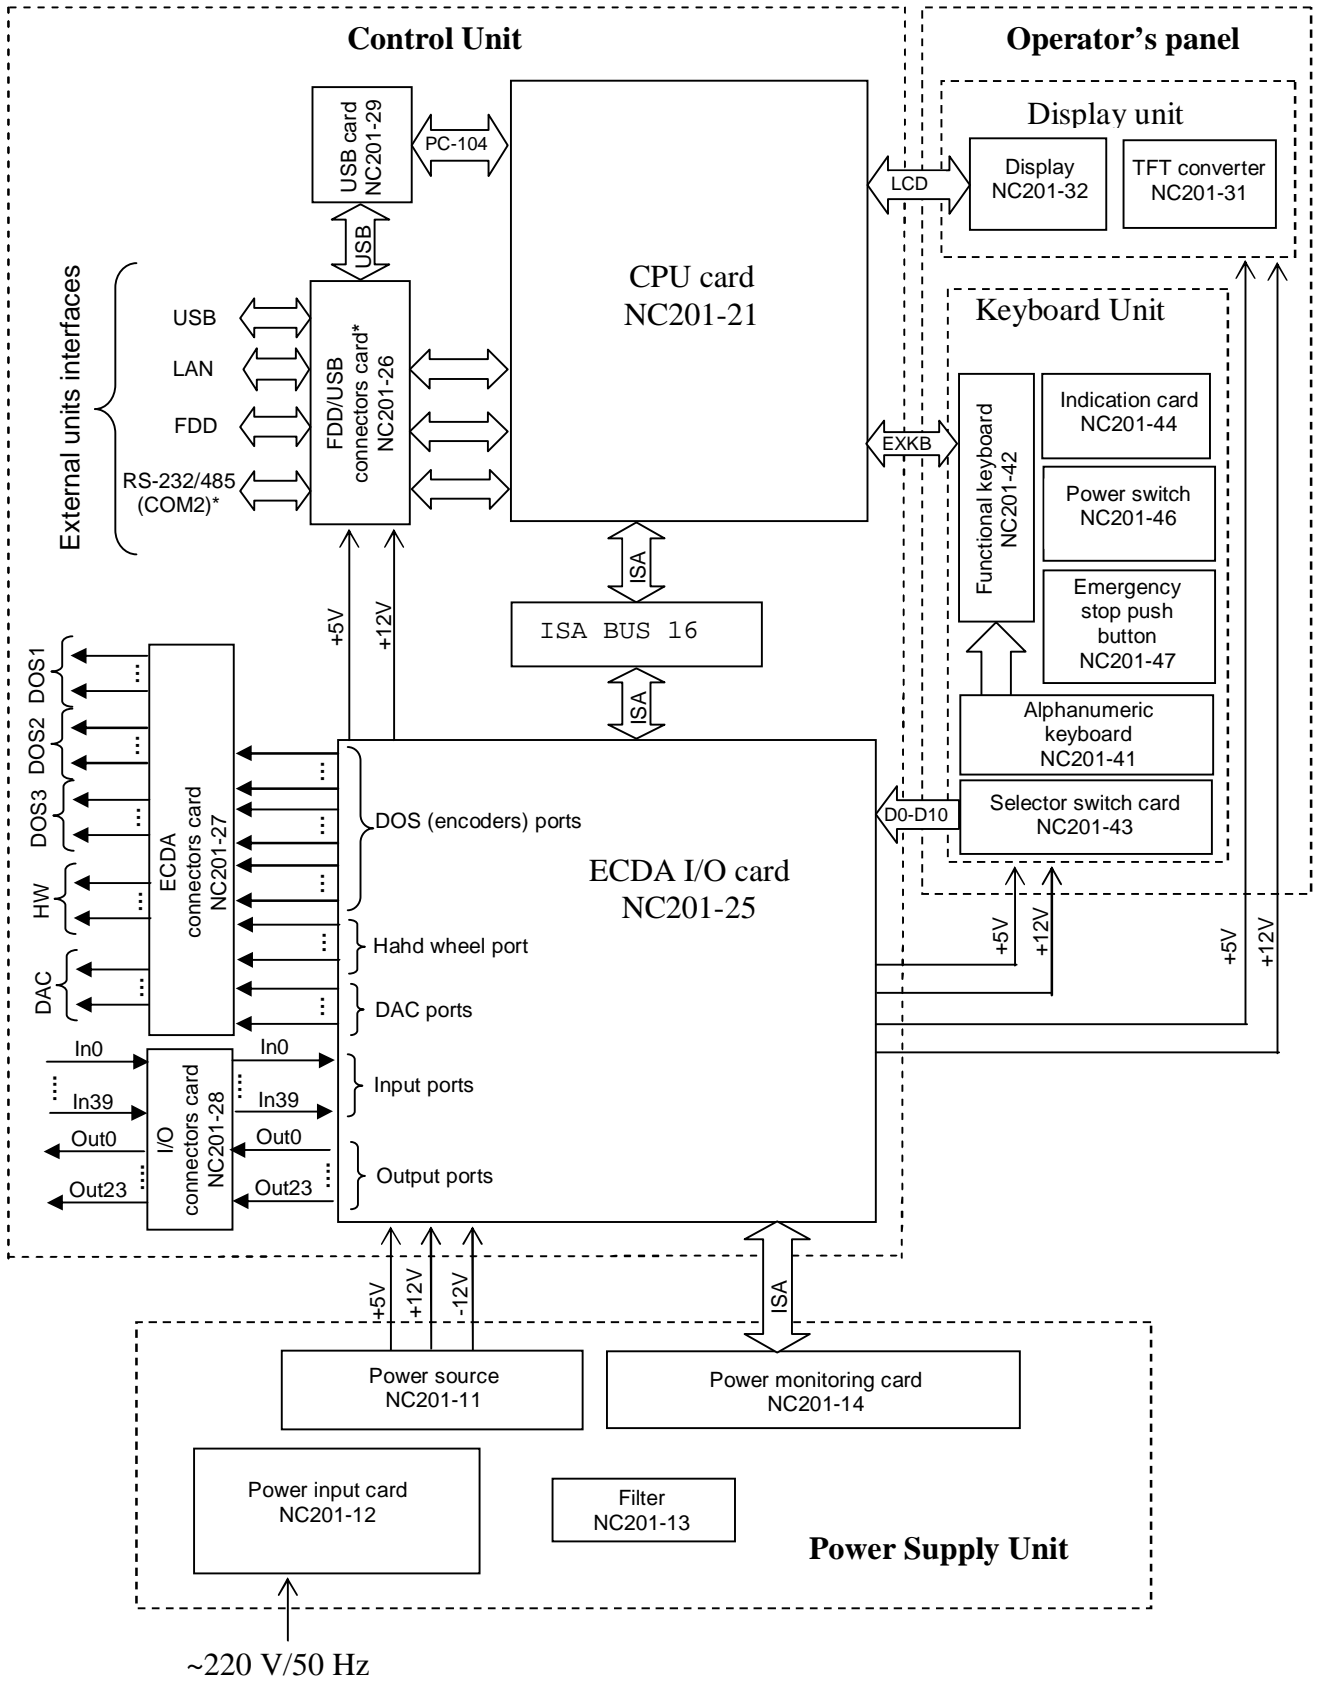 Control Unit
Operator's panel
USB card
NC201-29
PC-104
CPU card
NC201-21
LCD
Display unit
Display
NC201-32
TFT converter
NC201-31
USB
External units interfaces
USB
LAN
FDD
RS-232/485
(COM2)*
FDD/USB
connectors card*
NC201-26
Keyboard Unit
EXKB
Functional keyboard
NC201-42
Indication card
NC201-44
Power switch
NC201-46
Emergency
stop push
button
NC201-47
Alphanumeric
keyboard
NC201-41
Selector switch card
NC201-43
D0-D10
+5V
+12V
ISA
ISA BUS 16
ISA
DOS1
DOS2
DOS3
HW
DAC
ECDA
connectors card
NC201-27
DOS (encoders) ports
Hahd wheel port
DAC ports
Input ports
Output ports
ECDA I/O card
NC201-25
+5V
+12V
+5V
+12V
In0
In39
Out0
Out23
I/O
connectors card
NC201-28
In0
In39
Out0
Out23
+5V
+12V
-12V
ISA
Power source
NC201-11
Power monitoring card
NC201-14
Power input card
NC201-12
Filter
NC201-13
Power Supply Unit
~220 V/50 Hz